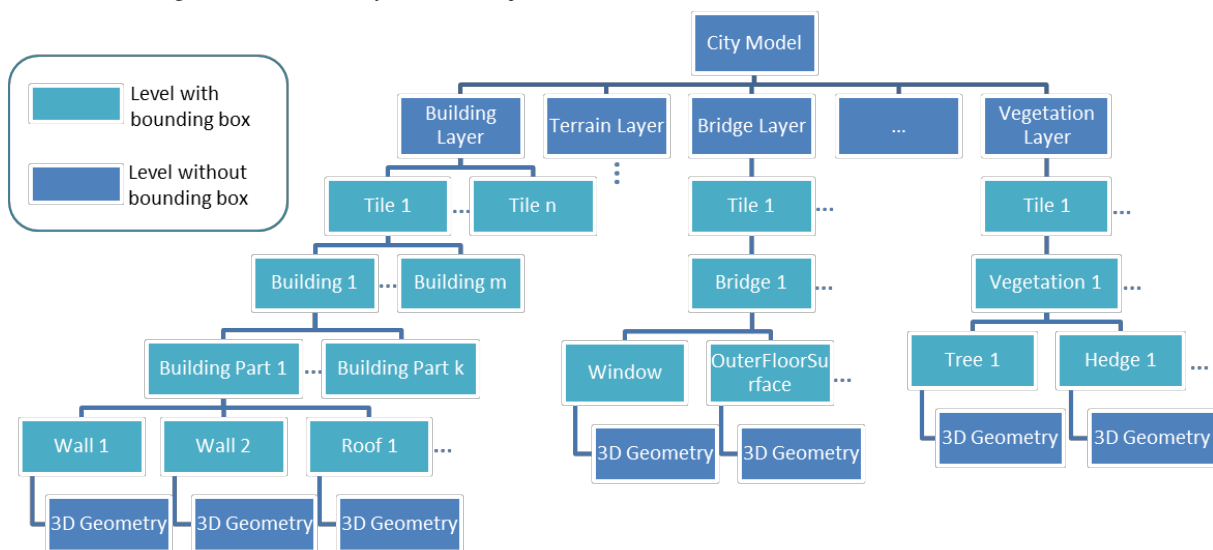 City Model
Level with
bounding box
Level without
bounding box
Building
Layer
Terrain Layer
Bridge Layer
...
Vegetation
Layer
Tile 1
...
Tile n
Tile 1
...
Tile 1
...
Building 1
...
Building m
Bridge 1
...
Vegetation 1
...
Building Part 1
...
Building Part k
Window
OuterFloorSu
rface
...
Tree 1
Hedge 1
...
Wall 1
Wall 2
Roof 1
...
3D Geometry
3D Geometry
3D Geometry
3D Geometry
3D Geometry
3D Geometry
3D Geometry